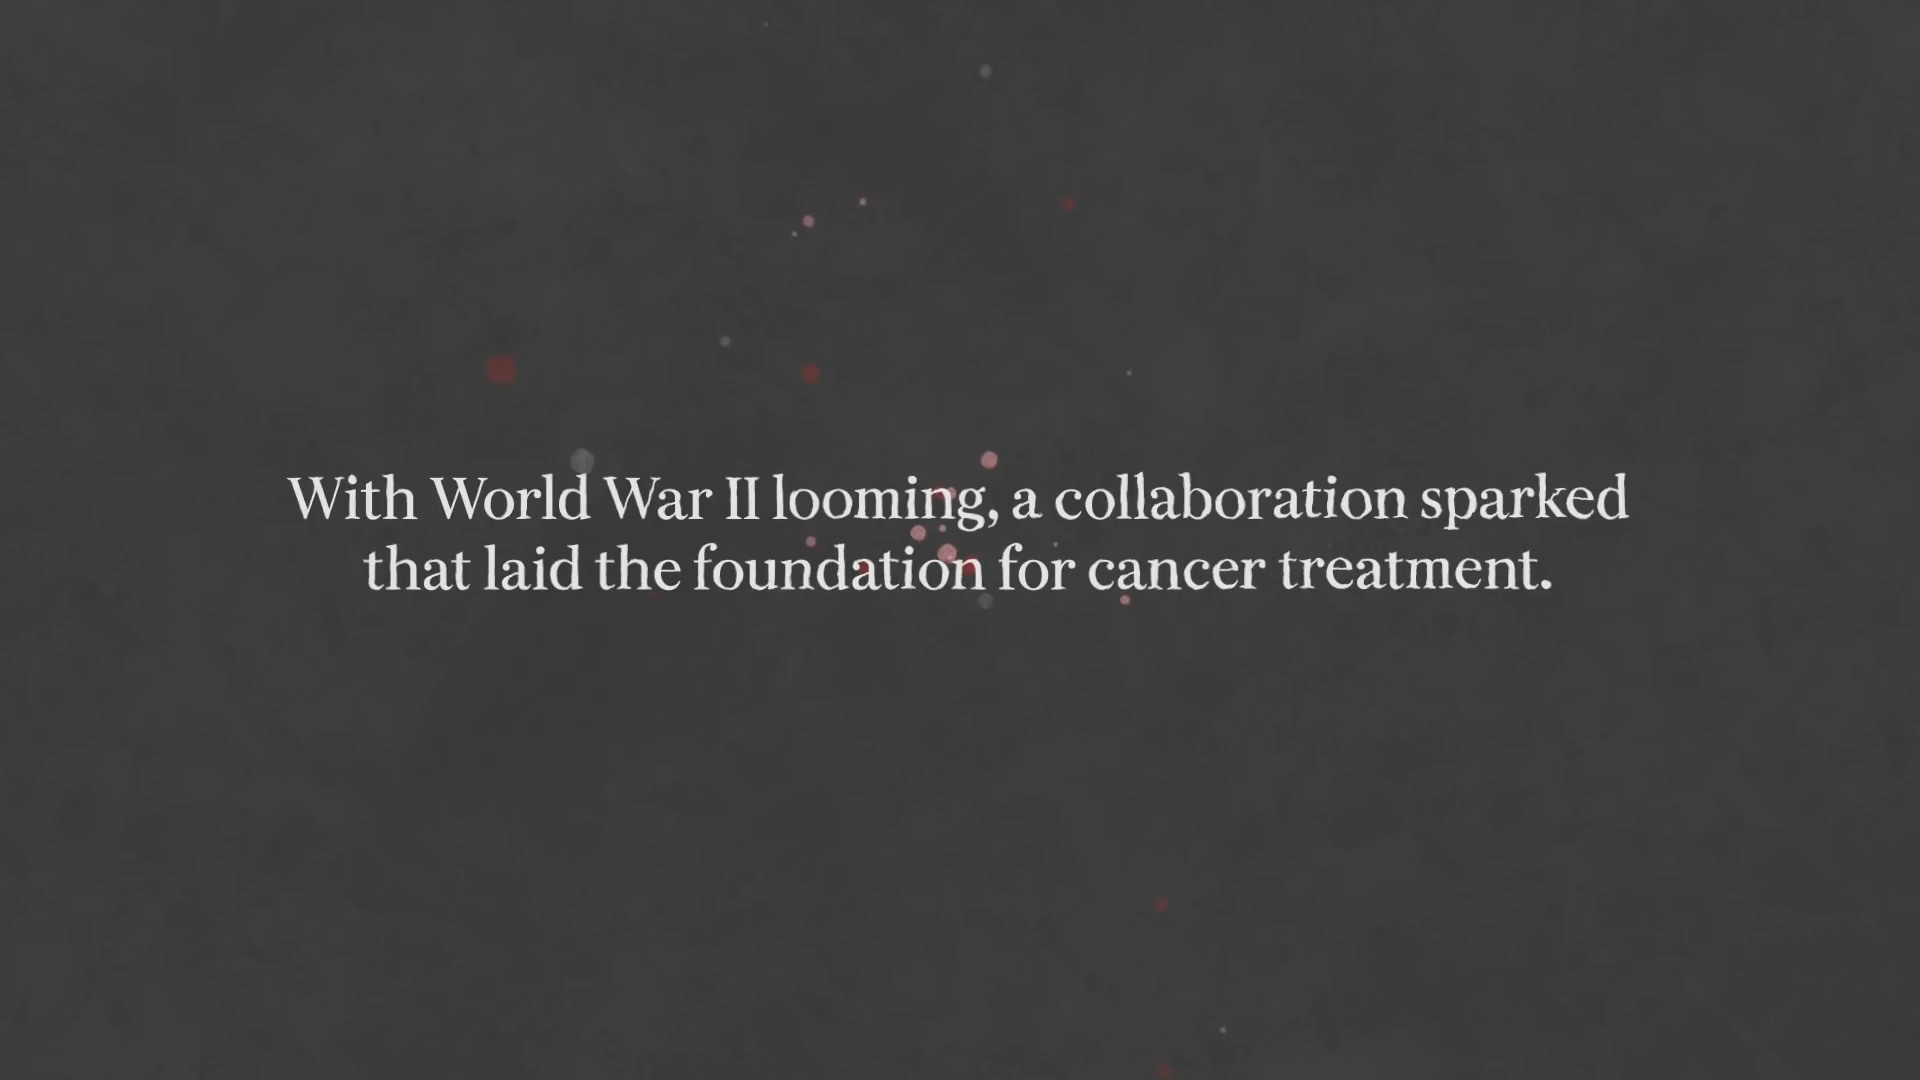 With World War II looming, a collaboration sparked
that laid the foundation for cancer treatment.